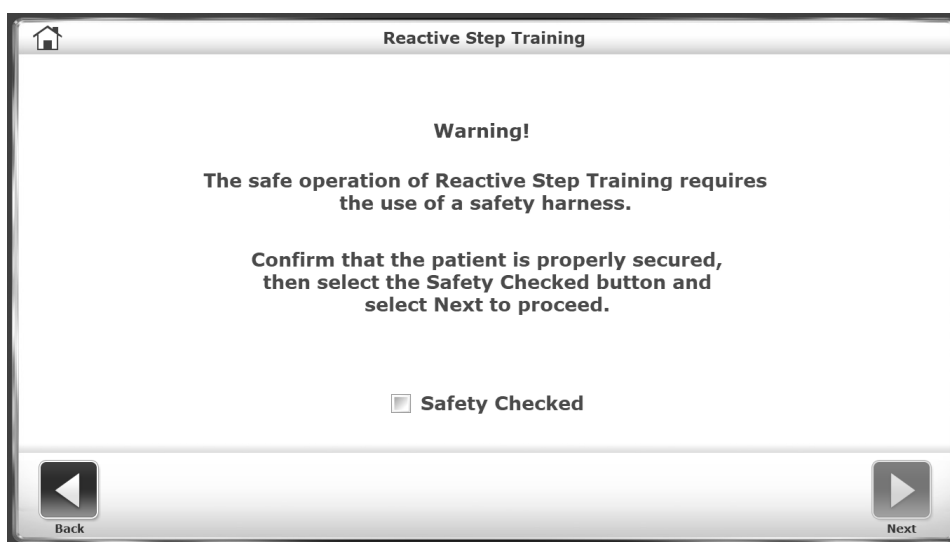 Reactive Step Training
Warning!
The safe operation of Reactive Step Training requires
the use of a safety harness.
Confirm that the patient is properly secured,
then select the Safety Checked button and
select Next to proceed.
Safety Checked
Back
Next